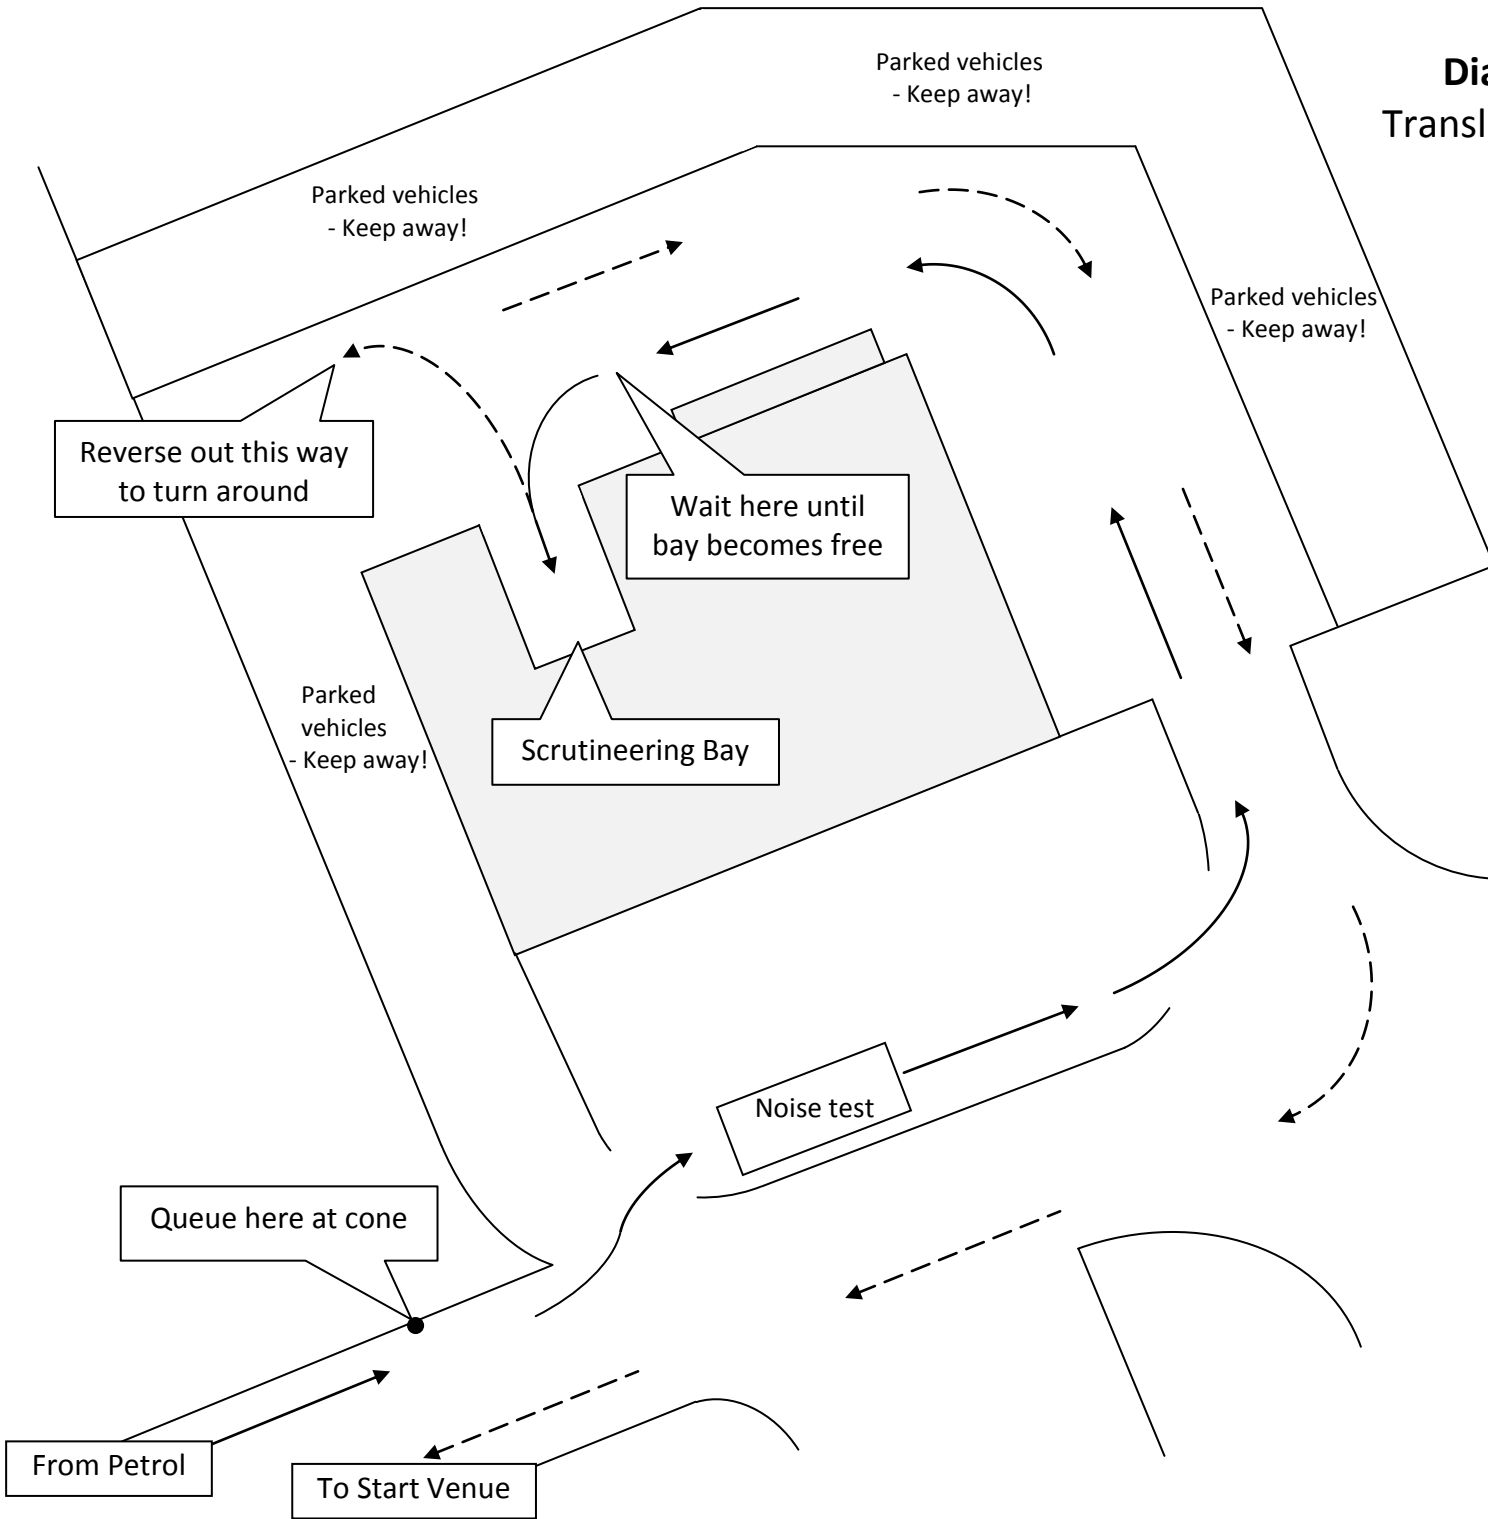 Parked vehicles
- Keep away!
Dia
Transl
Parked vehicles
- Keep away!
Parked vehicles
- Keep away!
Reverse out this way
to turn around
Wait here until
bay becomes free
Parked
vehicles
- Keep away!
Scrutineering Bay
Noise test
Queue here at cone
From Petrol
To Start Venue